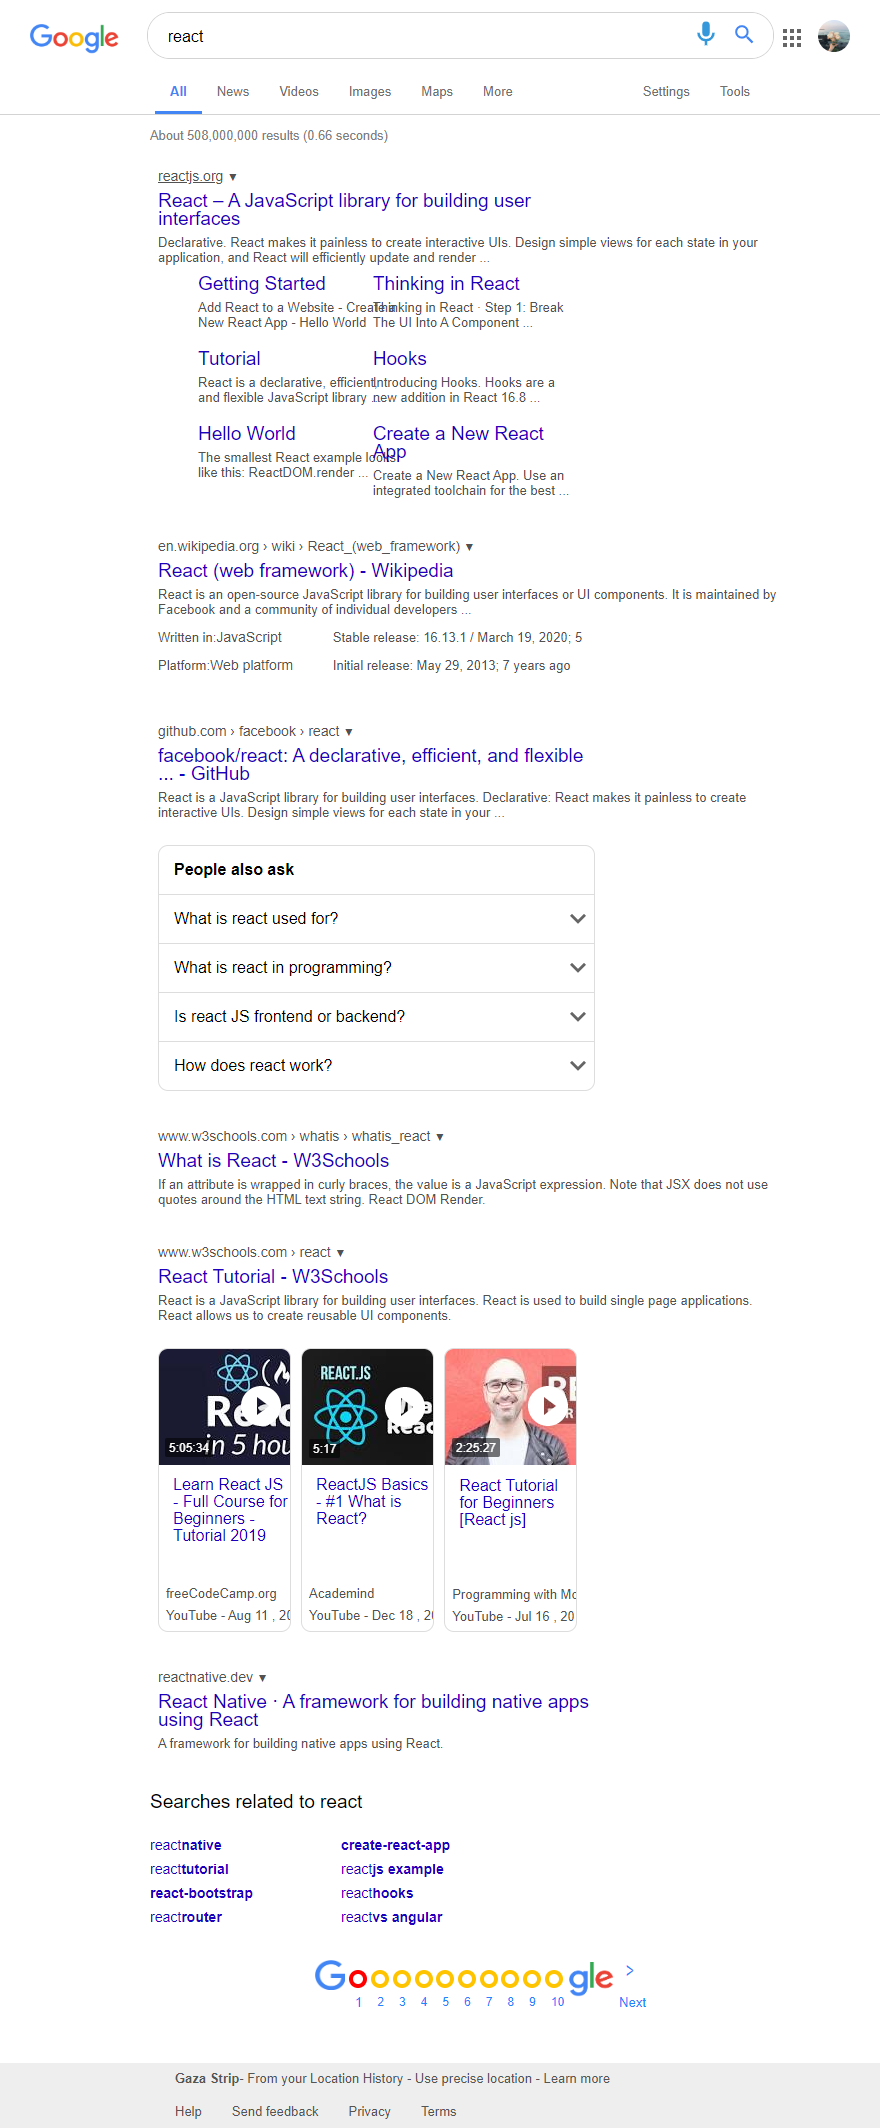 Google
react
All News Videos Images Maps More Settings Tools
About 508,000,000 results (0.66 seconds)
reactjs.org ▼
React – A JavaScript library for building user
interfaces
Declarative. React makes it painless to create interactive UIs. Design simple views for each state in your
application, and React will efficiently update and render ...
Getting Started
Add React to a Website - Create a
New React App - Hello World
Thinking in React
Thinking in React · Step 1: Break
The UI Into A Component ...
Tutorial
React is a declarative, efficient,
and flexible JavaScript library ...
Hooks
Introducing Hooks. Hooks are a
new addition in React 16.8 ...
Hello World
The smallest React example looks
like this: ReactDOM.render ...
Create a New React
App
Create a New React App. Use an
integrated toolchain for the best ...
en.wikipedia.org › wiki › React_(web_framework) ▼
React (web framework) - Wikipedia
React is an open-source JavaScript library for building user interfaces or UI components. It is maintained by
Facebook and a community of individual developers ...
Written in:JavaScript Stable release: 16.13.1 / March 19, 2020; 5
Platform:Web platform Initial release: May 29, 2013; 7 years ago
github.com › facebook › react ▼
facebook/react: A declarative, efficient, and flexible
... - GitHub
React is a JavaScript library for building user interfaces. Declarative: React makes it painless to create
interactive UIs. Design simple views for each state in your ...
People also ask
What is react used for?
What is react in programming?
Is react JS frontend or backend?
How does react work?
www.w3schools.com › whatis › whatis_react ▼
What is React - W3Schools
If an attribute is wrapped in curly braces, the value is a JavaScript expression. Note that JSX does not use
quotes around the HTML text string. React DOM Render.
www.w3schools.com › react ▼
React Tutorial - W3Schools
React is a JavaScript library for building user interfaces. React is used to build single page applications.
React allows us to create reusable UI components.
in 5 hou
5:05:34
Learn React JS
- Full Course for
Beginners -
Tutorial 2019
freeCodeCamp.org
YouTube - Aug 11 , 20
REACT.JS
5:17
ReactJS Basics
- #1 What is
React?
Academind
YouTube - Dec 18 , 2
2:25:27
React Tutorial
for Beginners
[React js]
Programming with Mo
YouTube - Jul 16 , 20
reactnative.dev ▼
React Native · A framework for building native apps
using React
A framework for building native apps using React.
Searches related to react
reactnative create-react-app
reacttutorial reactjs example
react-bootstrap reacthooks
reactrouter reactvs angular
Goooooooooogle >
1 2 3 4 5 6 7 8 9 10 Next
Gaza Strip- From your Location History - Use precise location - Learn more
Help Send feedback Privacy Terms